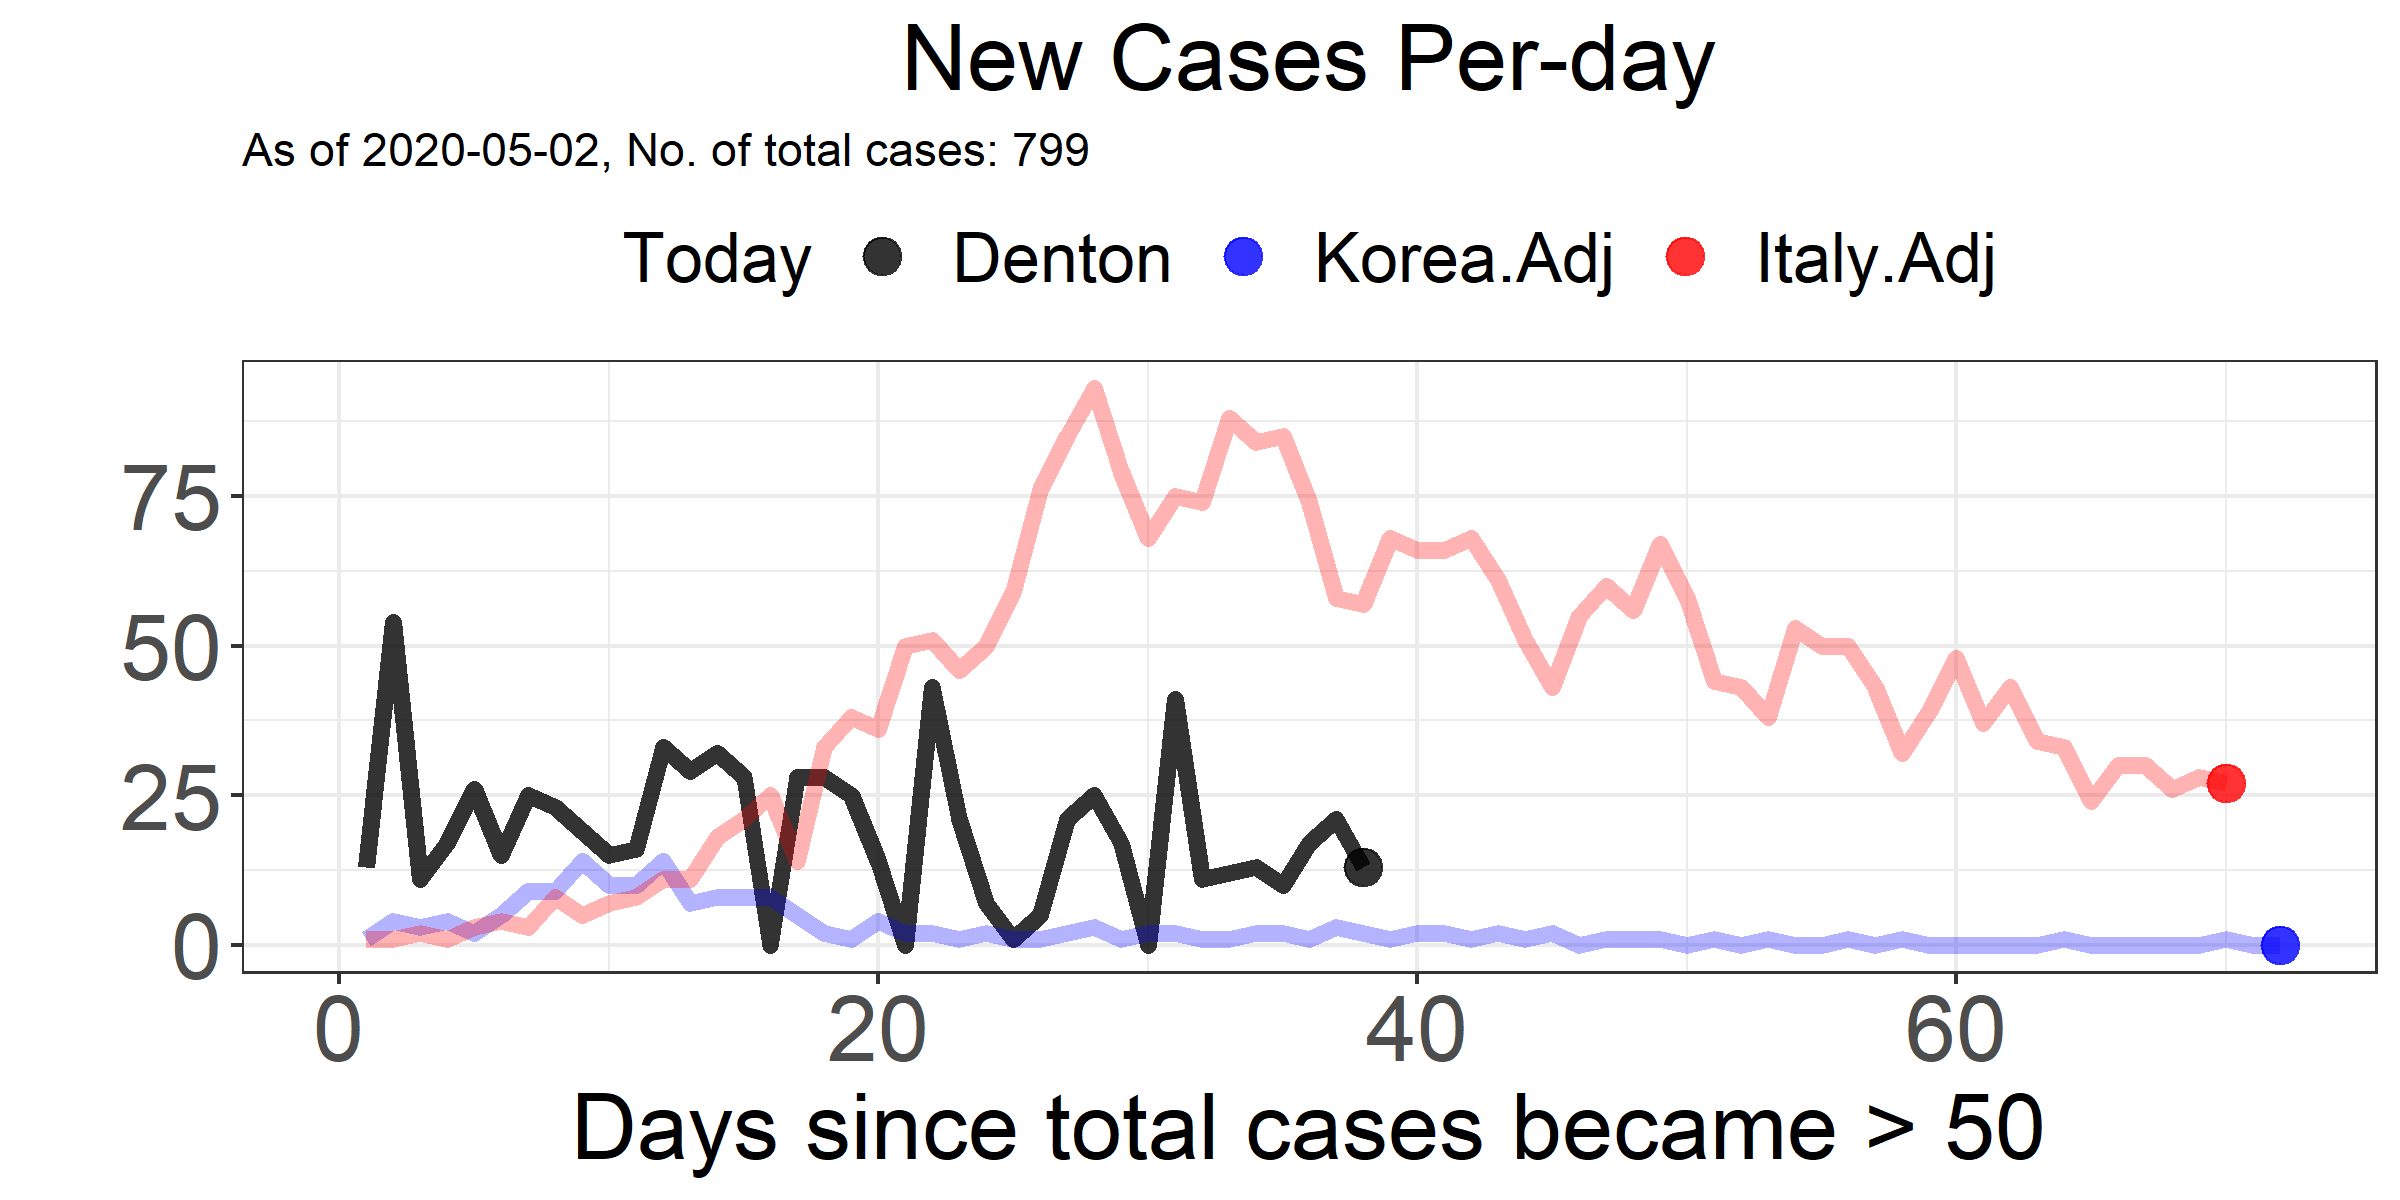 New Cases Per-day
As of 2020-05-02, No. of total cases: 799
Today Denton Korea.Adj Italy.Adj
75
50
25
0
0 20 40 60
Days since total cases became > 50